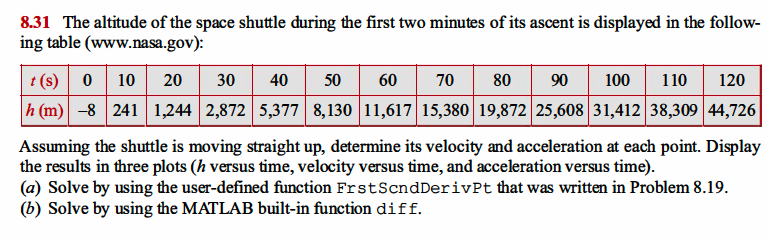 8.31 The altitude of the space shuttle during the first two minutes of its ascent is displayed in the follow-
ing table (www.nasa.gov):
t (s) 0 10 20 30 40 50 60 70 80 90 100 110 120
h (m) −8 241 1,244 2,872 5,377 8,130 11,617 15,380 19,872 25,608 31,412 38,309 44,726
Assuming the shuttle is moving straight up, determine its velocity and acceleration at each point. Display
the results in three plots (h versus time, velocity versus time, and acceleration versus time).
(a) Solve by using the user-defined function FrstScndDerivPt that was written in Problem 8.19.
(b) Solve by using the MATLAB built-in function diff.